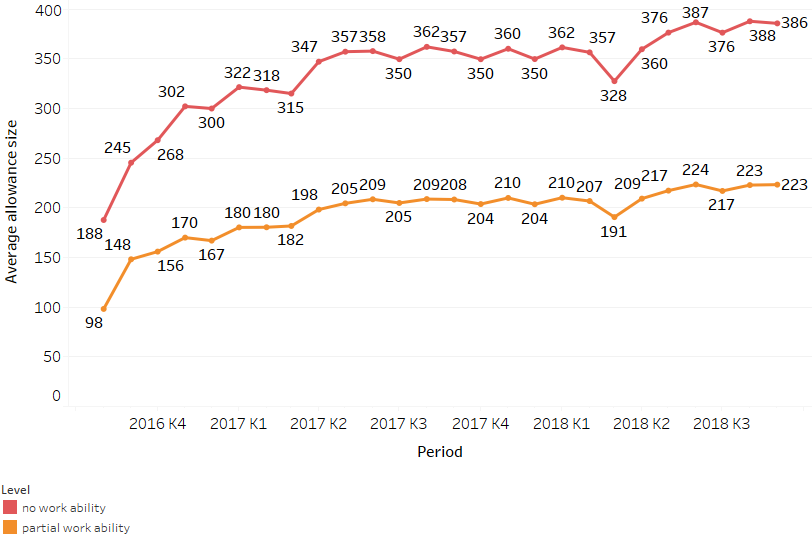 400
350
300
250
200
150
100
50
0
Average allowance size
188 245 268 302 300 322 318 315 347 357 358 350 362 357 350 360 350 362 357 328 360 376 387 376 388 386
98 148 156 170 167 180 180 182 198 205 209 205 209 208 204 210 204 210 207 191 209 217 224 217 223 223
2016 K4 2017 K1 2017 K2 2017 K3 2017 K4 2018 K1 2018 K2 2018 K3
Period
Level
no work ability
partial work ability